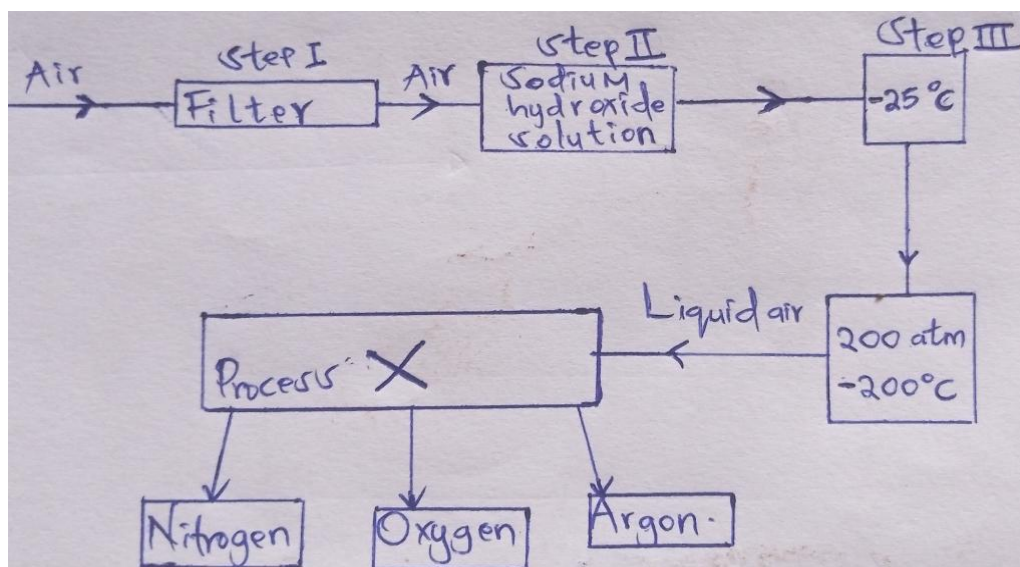 Air
Step I
Filter
Air
Step II
Sodium
hydroxide
solution
Step III
-25°C
200 atm
-200°C
Liquid air
Process X
Nitrogen
Oxygen
Argon.